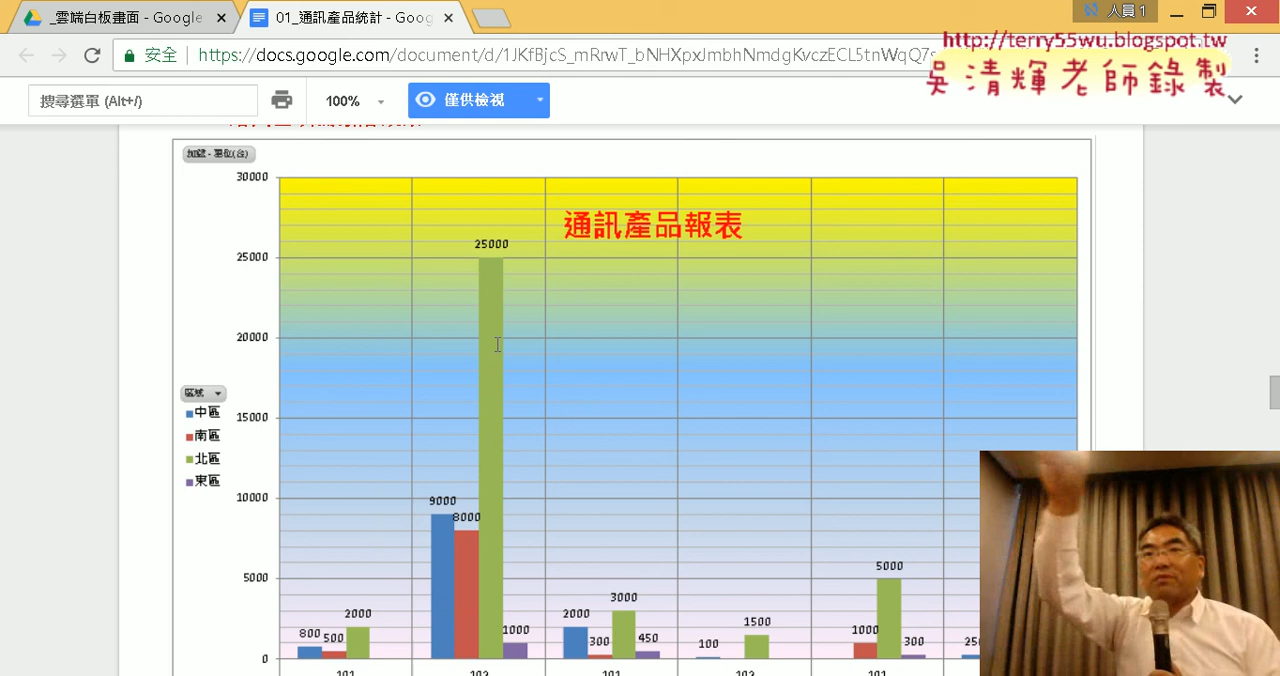 _雲端白板畫面 - Google
01_通訊產品統計 - Goog
人員 1
安全
https://docs.google.com/document/d/1JKfBjcS_mRrwT_bNHXpxJmbhNmdgKvczECL5tnWqQ7s
http://terry55wu.blogspot.tw
吳清輝老師錄製
搜尋選單 (Alt+/)
100%
僅供檢視
加總 - 單位(台)
通訊產品報表
30000
25000
20000
15000
10000
5000
0
區域
中區
南區
北區
東區
800
500
2000
9000
8000
25000
1000
2000
300
3000
450
100
1500
1000
5000
300